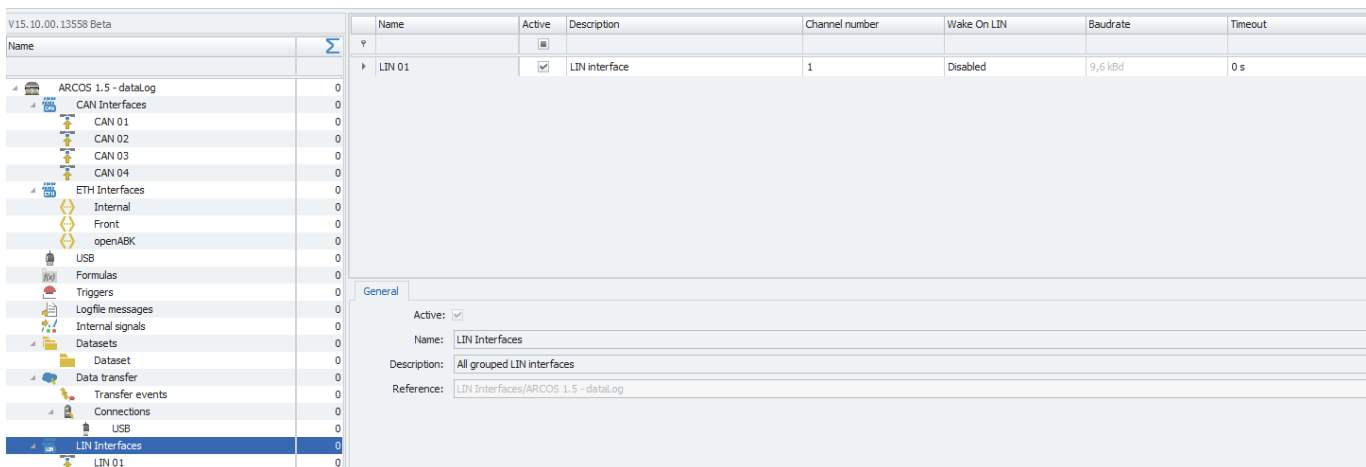 V15.10.00.13558 Beta
Name Σ
ARCOS 1.5 - dataLog 0
CAN Interfaces 0
CAN 01 0
CAN 02 0
CAN 03 0
CAN 04 0
ETH Interfaces 0
Internal 0
Front 0
openABK 0
USB 0
f(x) Formulas 0
Triggers 0
Logfile messages 0
Internal signals 0
Datasets 0
Dataset 0
Data transfer 0
Transfer events 0
Connections 0
USB 0
LIN Interfaces 0
LIN 01 0
Name Active Description Channel number Wake On LIN Baudrate Timeout
LIN 01 LIN interface 1 Disabled 9,6 kBd 0 s
General
Active:
Name: LIN Interfaces
Description: All grouped LIN interfaces
Reference: LIN Interfaces/ARCOS 1.5 - dataLog